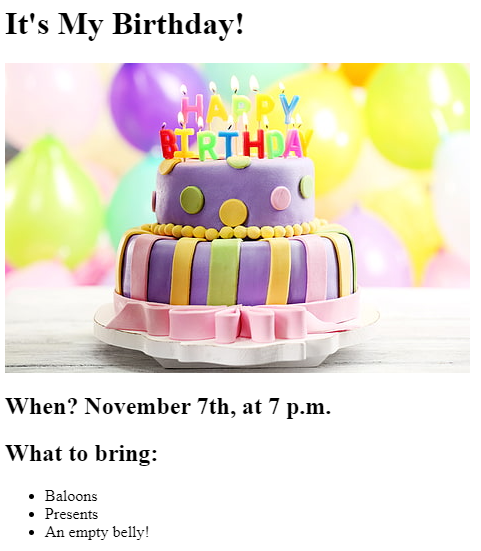 It's My Birthday!
HAPPY
BIRTHDAY
When? November 7th, at 7 p.m.
What to bring:
Baloons
Presents
An empty belly!